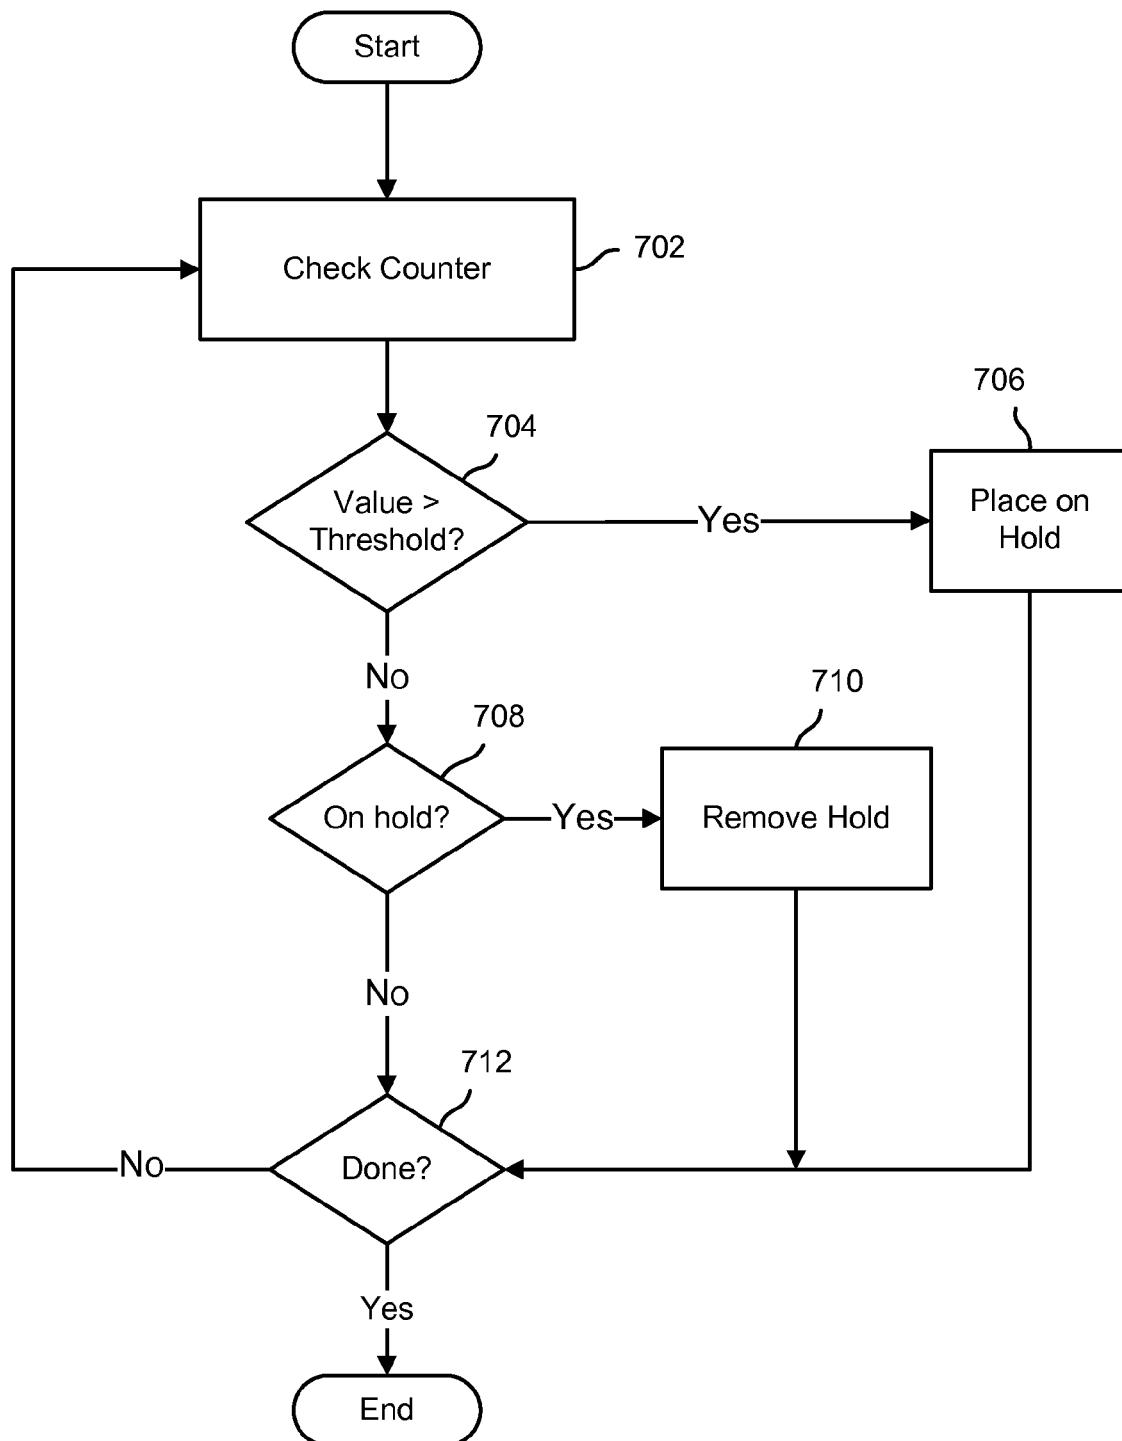 Start
Check Counter
702
706
704
Value >
Threshold?
Yes
Place on
Hold
No
710
708
On hold?
Yes
Remove Hold
No
712
No
Done?
Yes
End